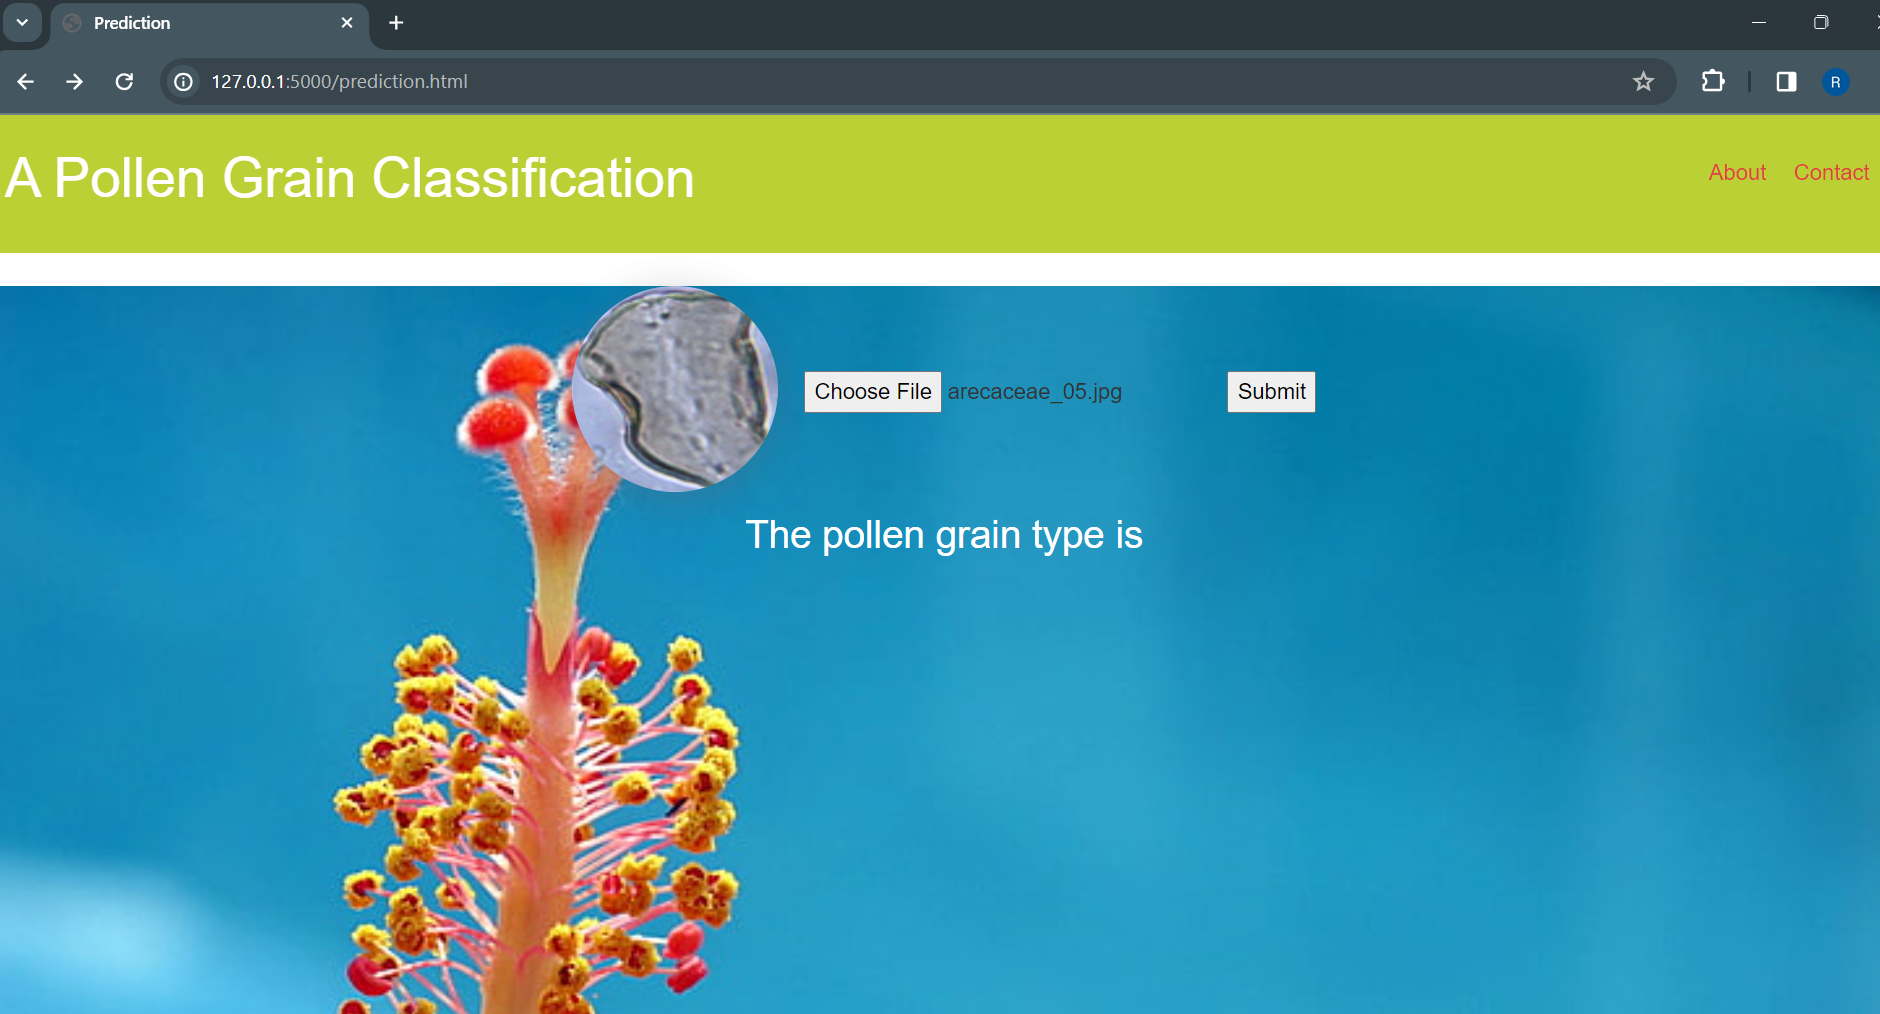 Prediction
127.0.0.1:5000/prediction.html
R
A Pollen Grain Classification
About Contact
Choose File arecaceae_05.jpg Submit
The pollen grain type is